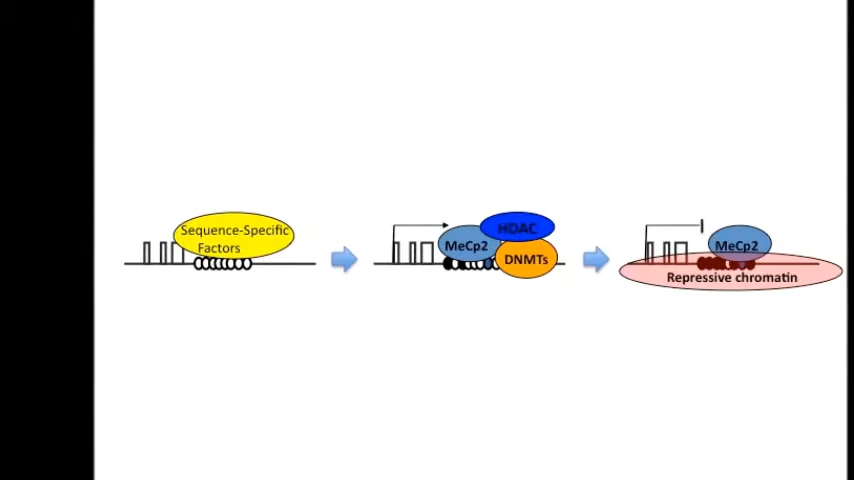 Sequence-Specific
Factors
HDAC
MeCp2
DNMTs
MeCp2
Repressive chromatin